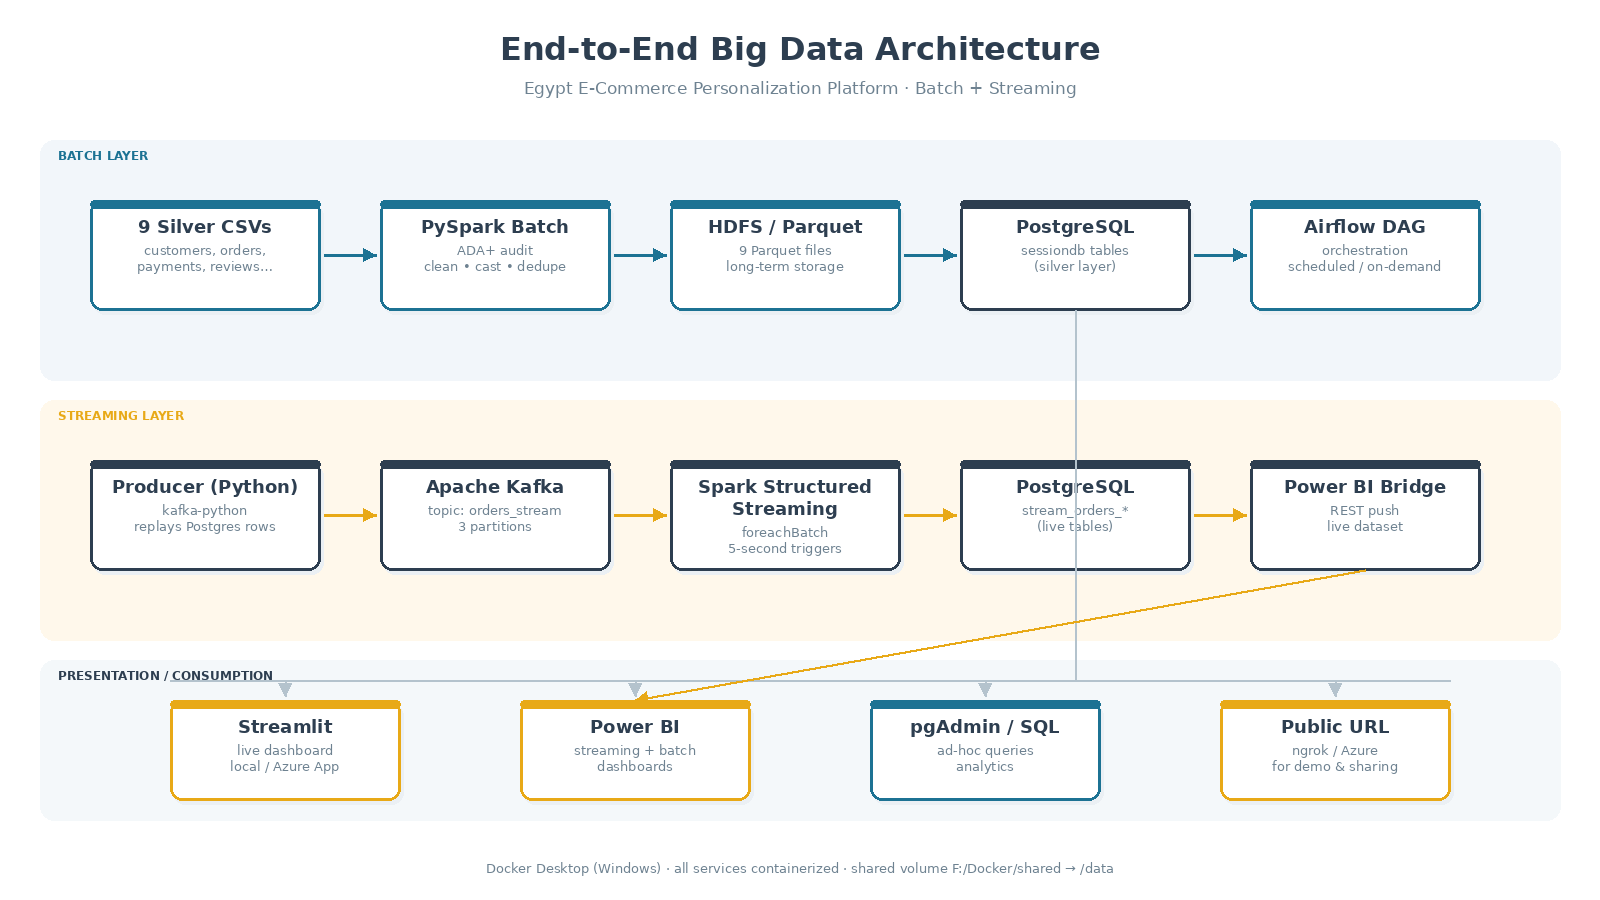 End-to-End Big Data Architecture
Egypt E-Commerce Personalization Platform · Batch + Streaming
BATCH LAYER
9 Silver CSVs
customers, orders,
payments, reviews...
PySpark Batch
ADA+ audit
clean • cast • dedupe
HDFS / Parquet
9 Parquet files
long-term storage
PostgreSQL
sessiondb tables
(silver layer)
Airflow DAG
orchestration
scheduled / on-demand
STREAMING LAYER
Producer (Python)
kafka-python
replays Postgres rows
Apache Kafka
topic: orders_stream
3 partitions
Spark Structured
Streaming
foreachBatch
5-second triggers
PostgreSQL
stream_orders_*
(live tables)
Power BI Bridge
REST push
live dataset
PRESENTATION / CONSUMPTION
Streamlit
live dashboard
local / Azure App
Power BI
streaming + batch
dashboards
pgAdmin / SQL
ad-hoc queries
analytics
Public URL
ngrok / Azure
for demo & sharing
Docker Desktop (Windows) · all services containerized · shared volume F:/Docker/shared → /data